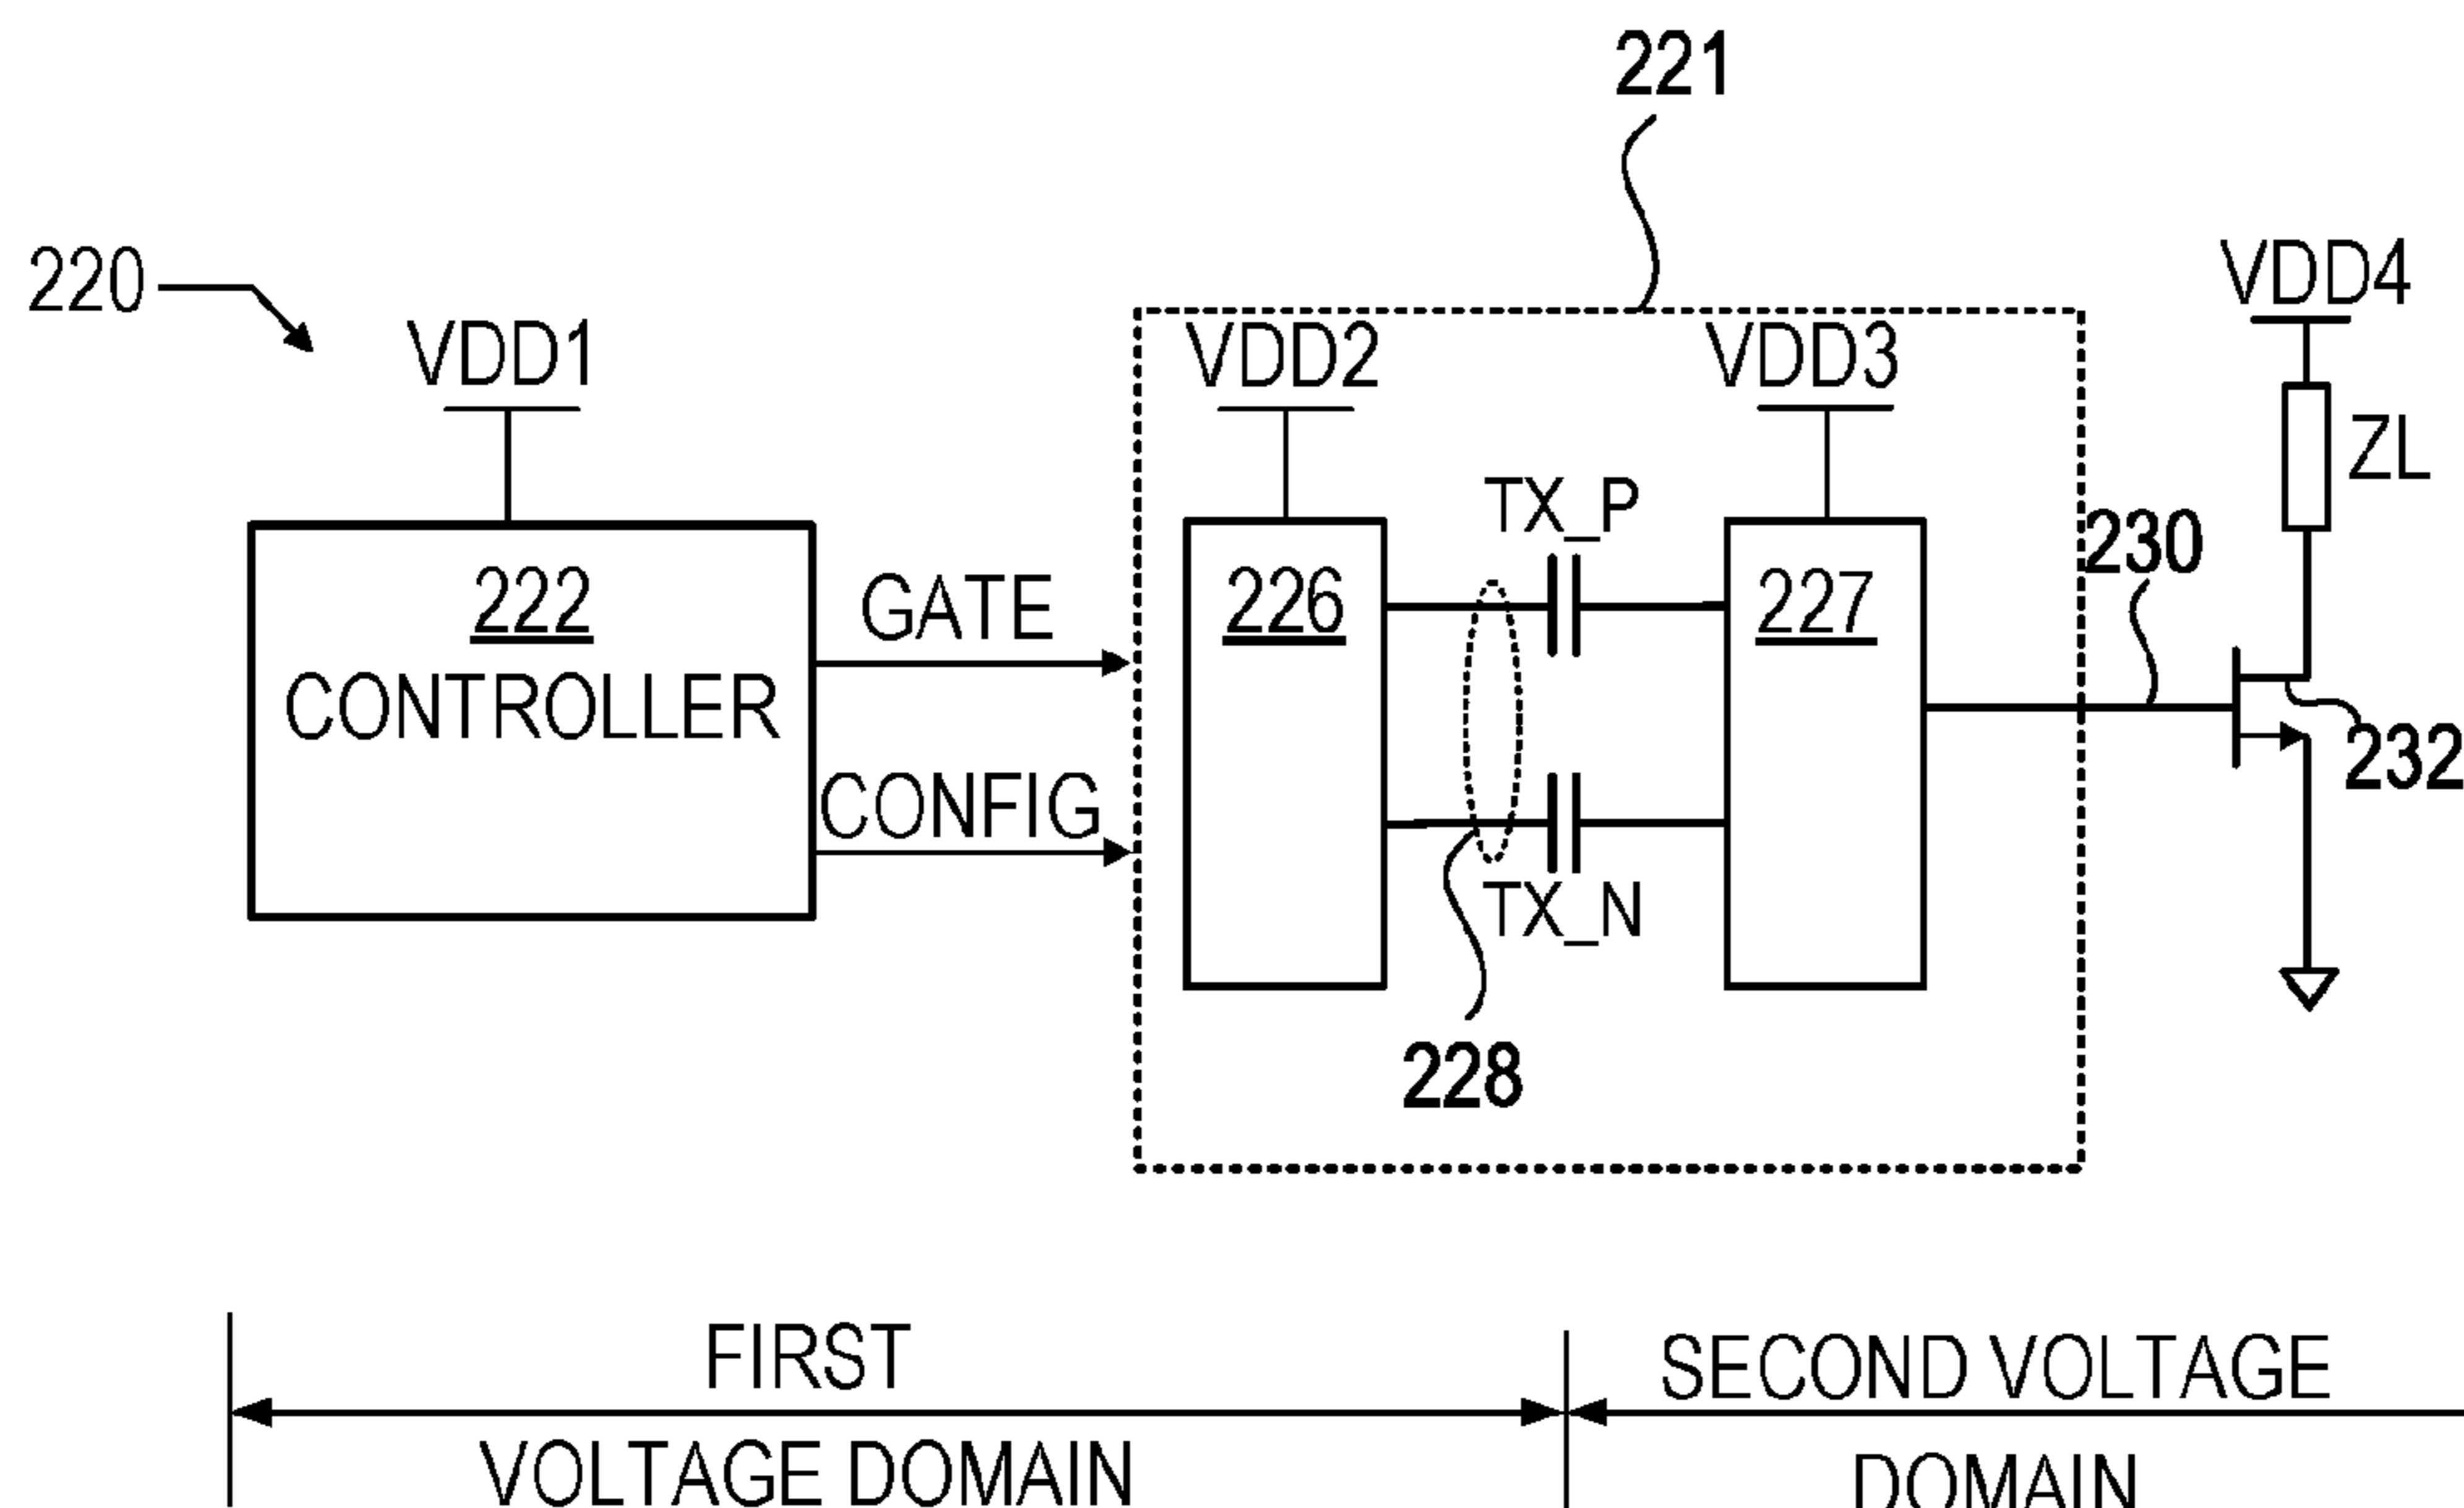 221
220
VDD1
VDD2
VDD3
VDD4
ZL
TX_P
230
222
CONTROLLER
GATE
226
227
CONFIG
232
TX_N
228
FIRST
VOLTAGE DOMAIN
SECOND VOLTAGE
DOMAIN